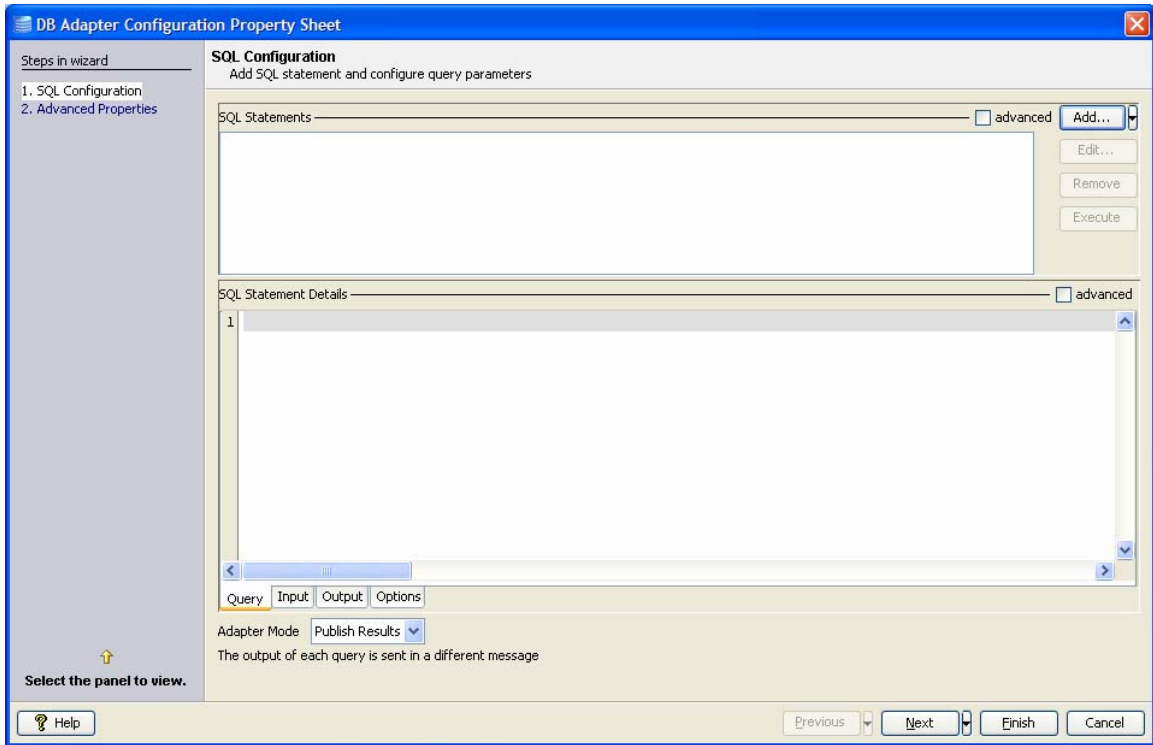 DB Adapter Configuration Property Sheet
Steps in wizard
1. SQL Configuration
2. Advanced Properties
SQL Configuration
Add SQL statement and configure query parameters
SQL Statements
advanced
Add...
Edit...
Remove
Execute
SQL Statement Details
advanced
1
Query Input Output Options
Adapter Mode Publish Results
The output of each query is sent in a different message
Select the panel to view.
Help
Previous
Next
Finish
Cancel